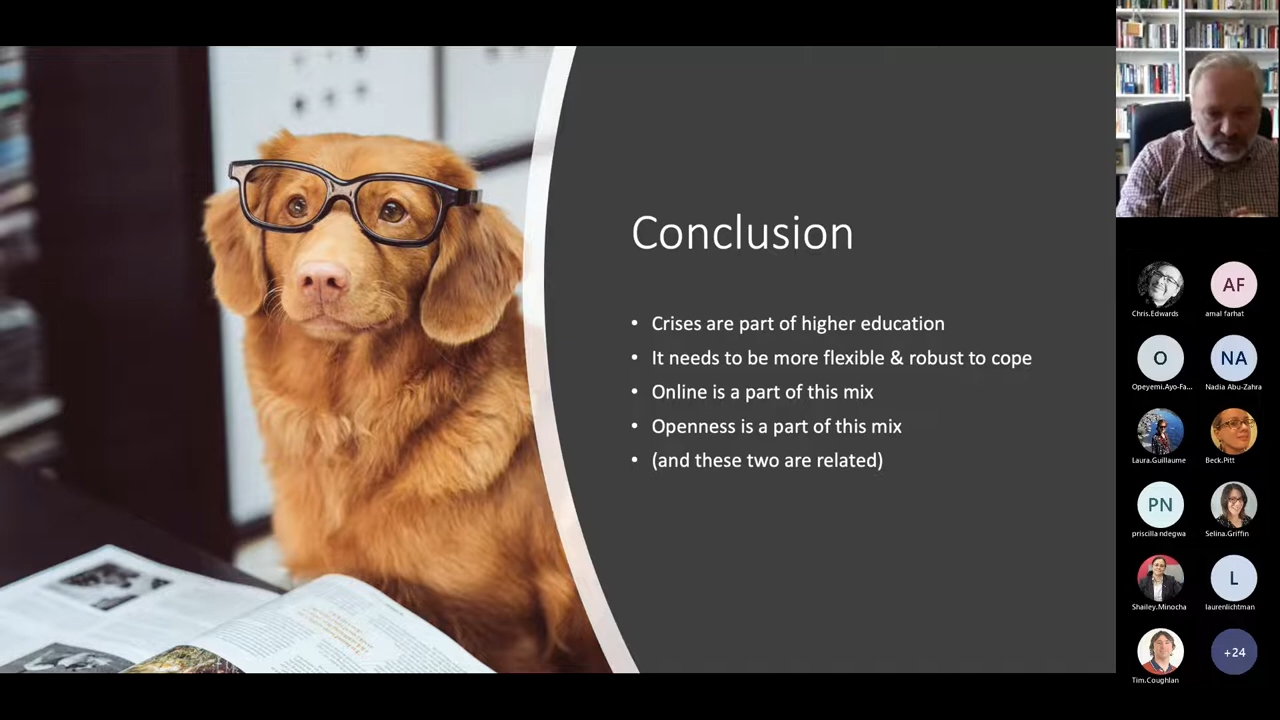 Conclusion
• Crises are part of higher education
• It needs to be more flexible & robust to cope
• Online is a part of this mix
• Openness is a part of this mix
• (and these two are related)
Chris.Edwards
AF
amal farhat
O
Opeyemi.Ayo-Fa...
NA
Nadia Abu-Zahra
Laura.Guillaume
Beck.Pitt
PN
priscilla ndegwa
Selina.Griffin
Shailey.Minocha
L
laurenlichtman
Tim.Coughlan
+24